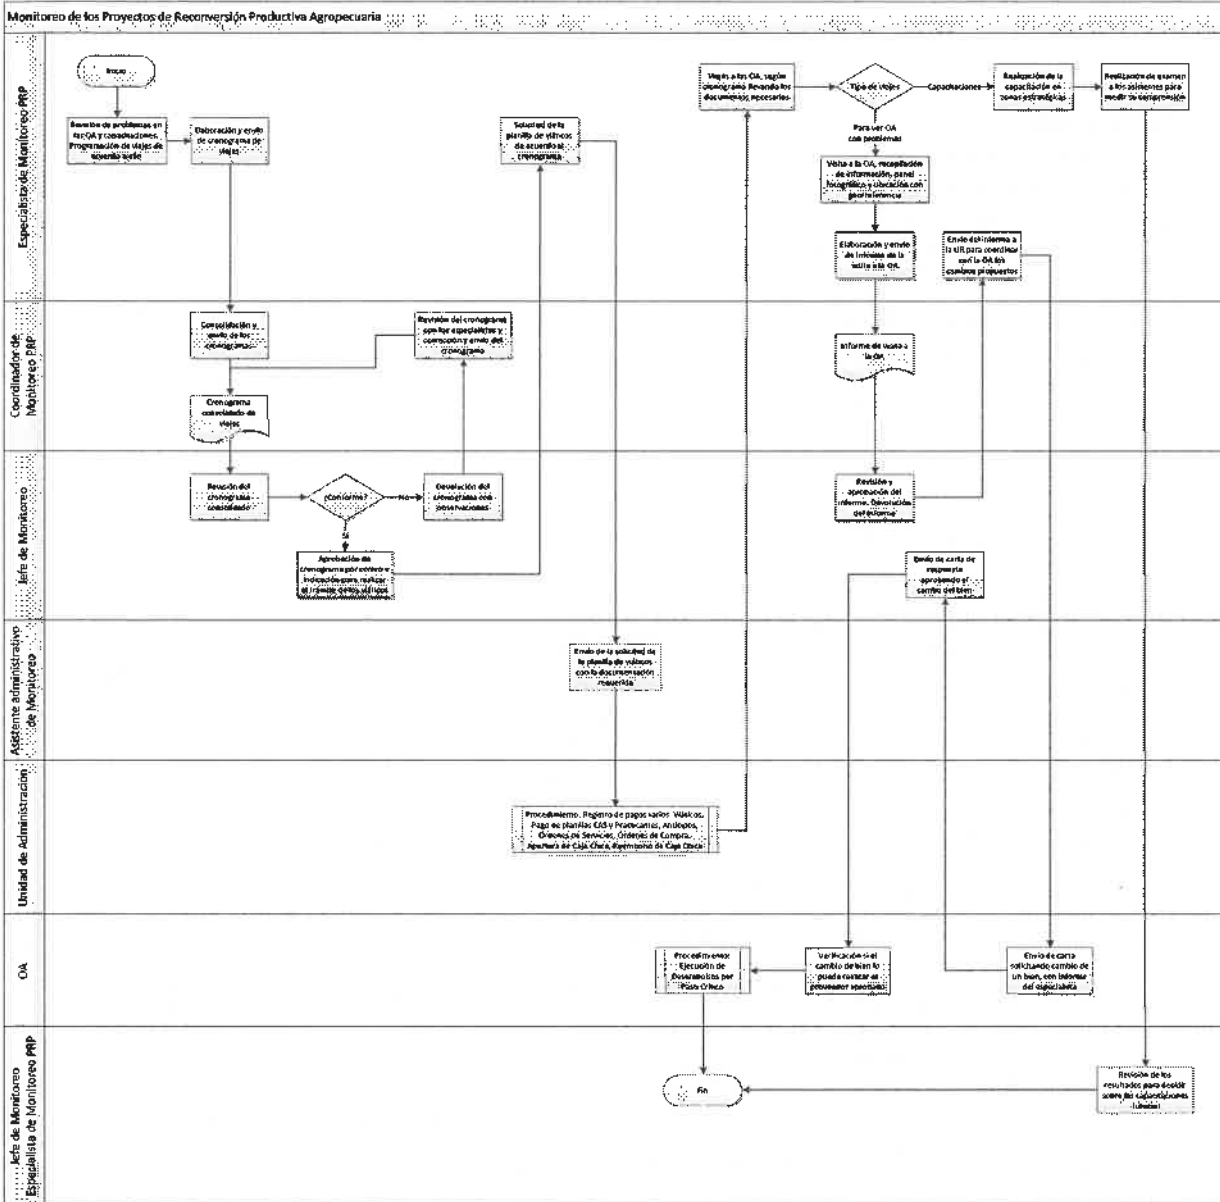 Monitoreo de los Proyectos de Reconversión Productiva Agropecuaria
Especialista de Monitoreo PRP
Inicio
Revisión de problemas en
las OA y capacitaciones.
Programación de viajes de
acuerdo a ello
Elaboración y envío
de cronograma de
viajes
Solicitud de la
planilla de viáticos
de acuerdo al
cronograma
Viajes a las OA, según
cronograma llevando los
documentos necesarios
Tipo de viajes
Capacitaciones
Realización de la
capacitación en
zonas estratégicas
Realización de examen
a los asistentes para
medir su comprensión
Para ver OA
con problemas
Visita a la OA, recopilación
de información, panel
fotográfico y ubicación con
georeferencia
Elaboración y envío
de informe de la
visita a la OA
Envío del informe a
la UR para coordinar
con la OA los
cambios propuestos
Coordinador de
Monitoreo PRP
Consolidación y
envío de los
cronogramas
Revisión del cronograma
con los especialistas y
corrección y envío del
cronograma
Informe de visita a
la OA
Cronograma
consolidado de
viajes
Jefe de Monitoreo
Revisión del
cronograma
consolidado
¿Conforme?
No
Devolución del
cronograma con
observaciones
Sí
Aprobación de
cronograma por correo e
indicación para realizar
el trámite de los viáticos
Revisión y
aprobación del
informe. Devolución
del informe
Envío de carta de
respuesta
aprobando el
cambio del bien
Asistente administrativo
de Monitoreo
Envío de la solicitud de
la planilla de viáticos
con la documentación
requerida
Unidad de Administración
Procedimiento: Registro de pagos varios: Viáticos,
Pago de planillas CAS y Practicantes, Anticipos,
Órdenes de Servicios, Órdenes de Compra,
Apertura de Caja Chica, Reembolso de Caja Chica
OA
Procedimiento:
Ejecución de
Desembolsos por
Paso Crítico
Verificación si el
cambio de bien lo
puede realizar el
proveedor aprobado
Envío de carta
solicitando cambio de
un bien, con informe
del especialista
Jefe de Monitoreo
Especialista de Monitoreo PRP
Fin
Revisión de los
resultados para decidir
sobre las capacitaciones
futuras